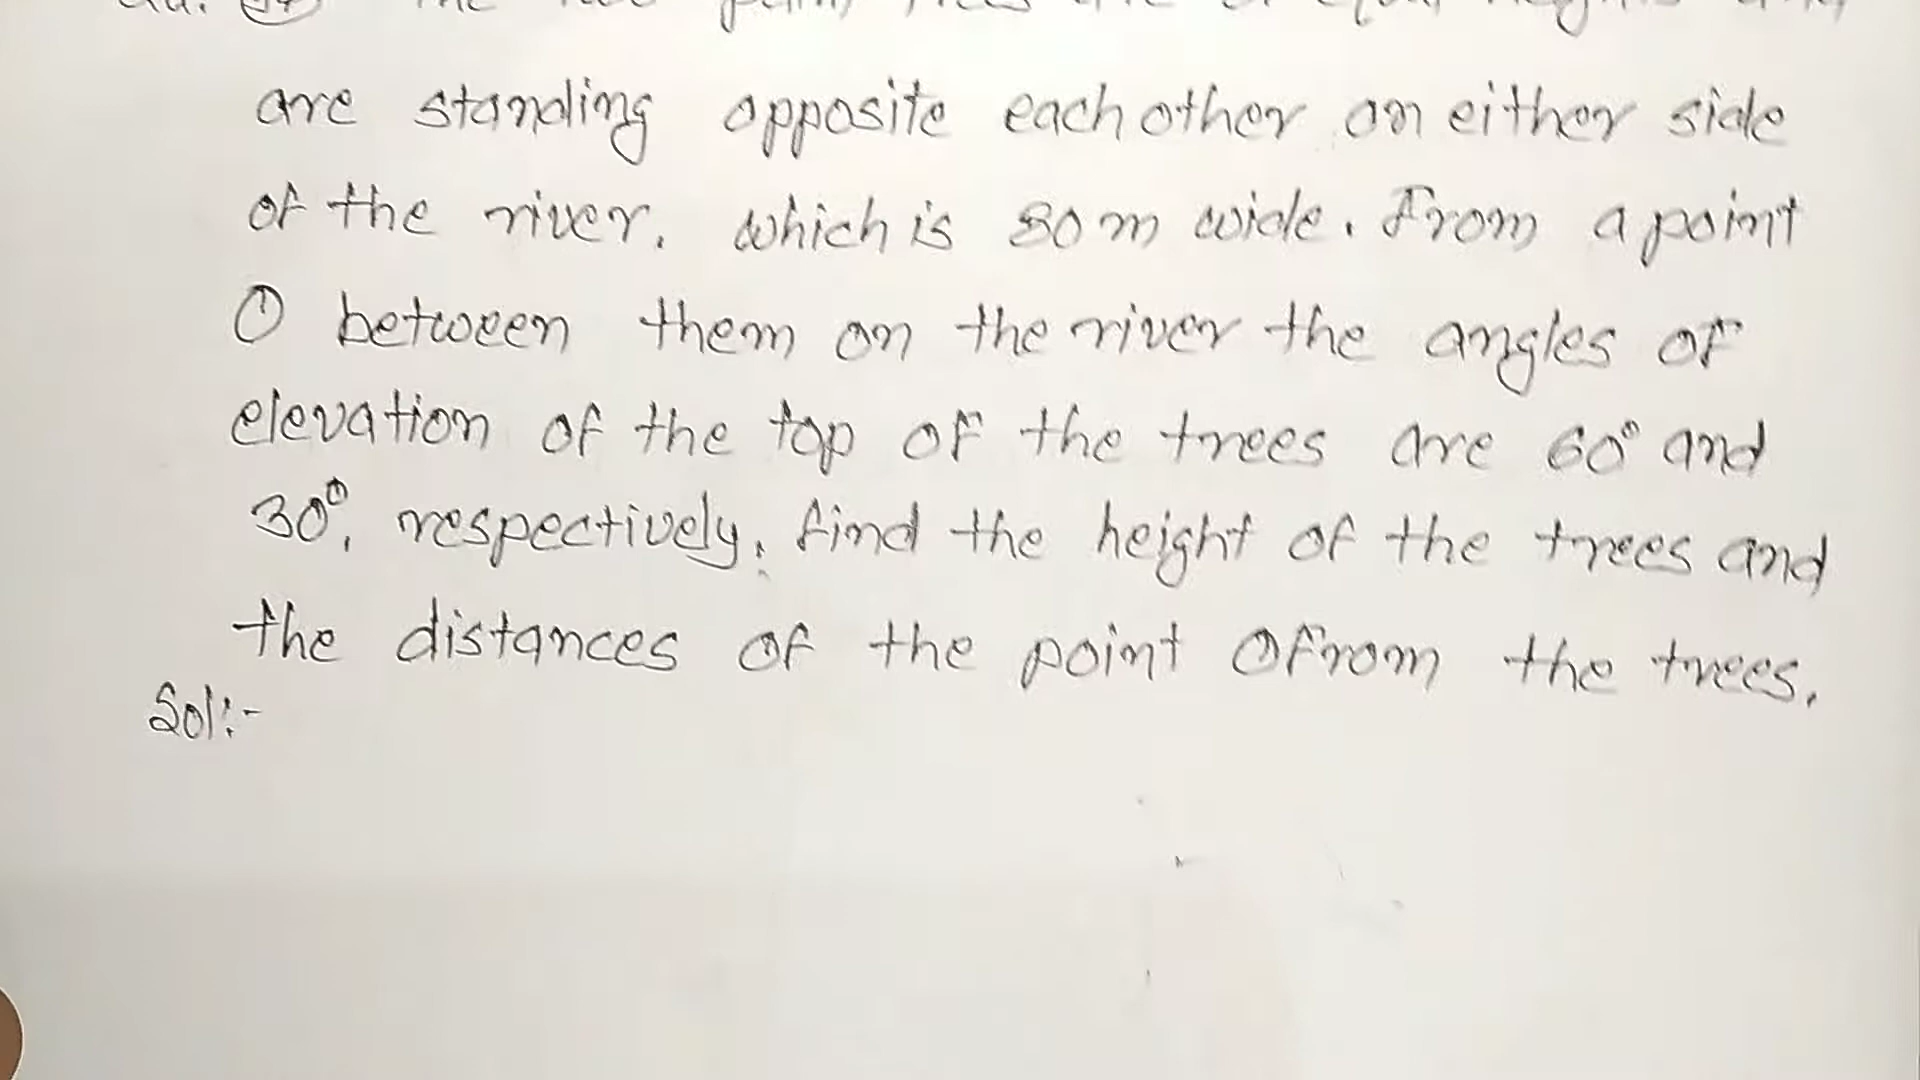 are standing opposite each other on either side
of the river. which is 80 m wide. From a point
O between them on the river the angles of
elevation of the top of the trees are 60° and
30°, respectively. find the height of the trees and
the distances of the point O from the trees.
Sol:-